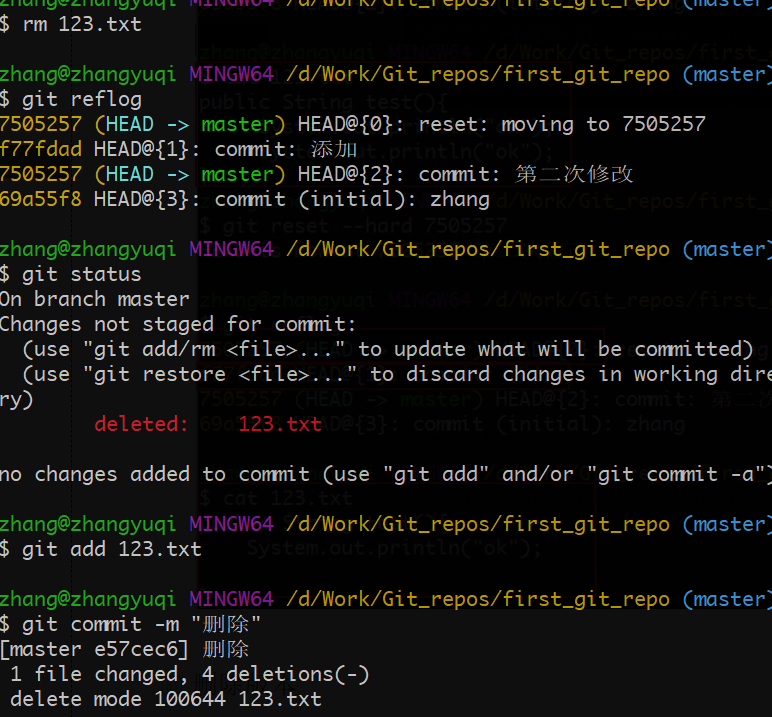 zhang@zhangyuqi MINGW64 /d/Work/Git_repos/first_git_repo (master)
$ rm 123.txt
zhang@zhangyuqi MINGW64 /d/Work/Git_repos/first_git_repo (master)
$ git reflog
7505257 (HEAD -> master) HEAD@{0}: reset: moving to 7505257
f77fdad HEAD@{1}: commit: 添加
7505257 (HEAD -> master) HEAD@{2}: commit: 第二次修改
69a55f8 HEAD@{3}: commit (initial): zhang
zhang@zhangyuqi MINGW64 /d/Work/Git_repos/first_git_repo (master)
$ git status
On branch master
Changes not staged for commit:
(use "git add/rm <file>..." to update what will be committed)
(use "git restore <file>..." to discard changes in working dire
ry)
deleted: 123.txt
no changes added to commit (use "git add" and/or "git commit -a")
zhang@zhangyuqi MINGW64 /d/Work/Git_repos/first_git_repo (master)
$ git add 123.txt
zhang@zhangyuqi MINGW64 /d/Work/Git_repos/first_git_repo (master)
$ git commit -m "删除"
[master e57cec6] 删除
1 file changed, 4 deletions(-)
delete mode 100644 123.txt